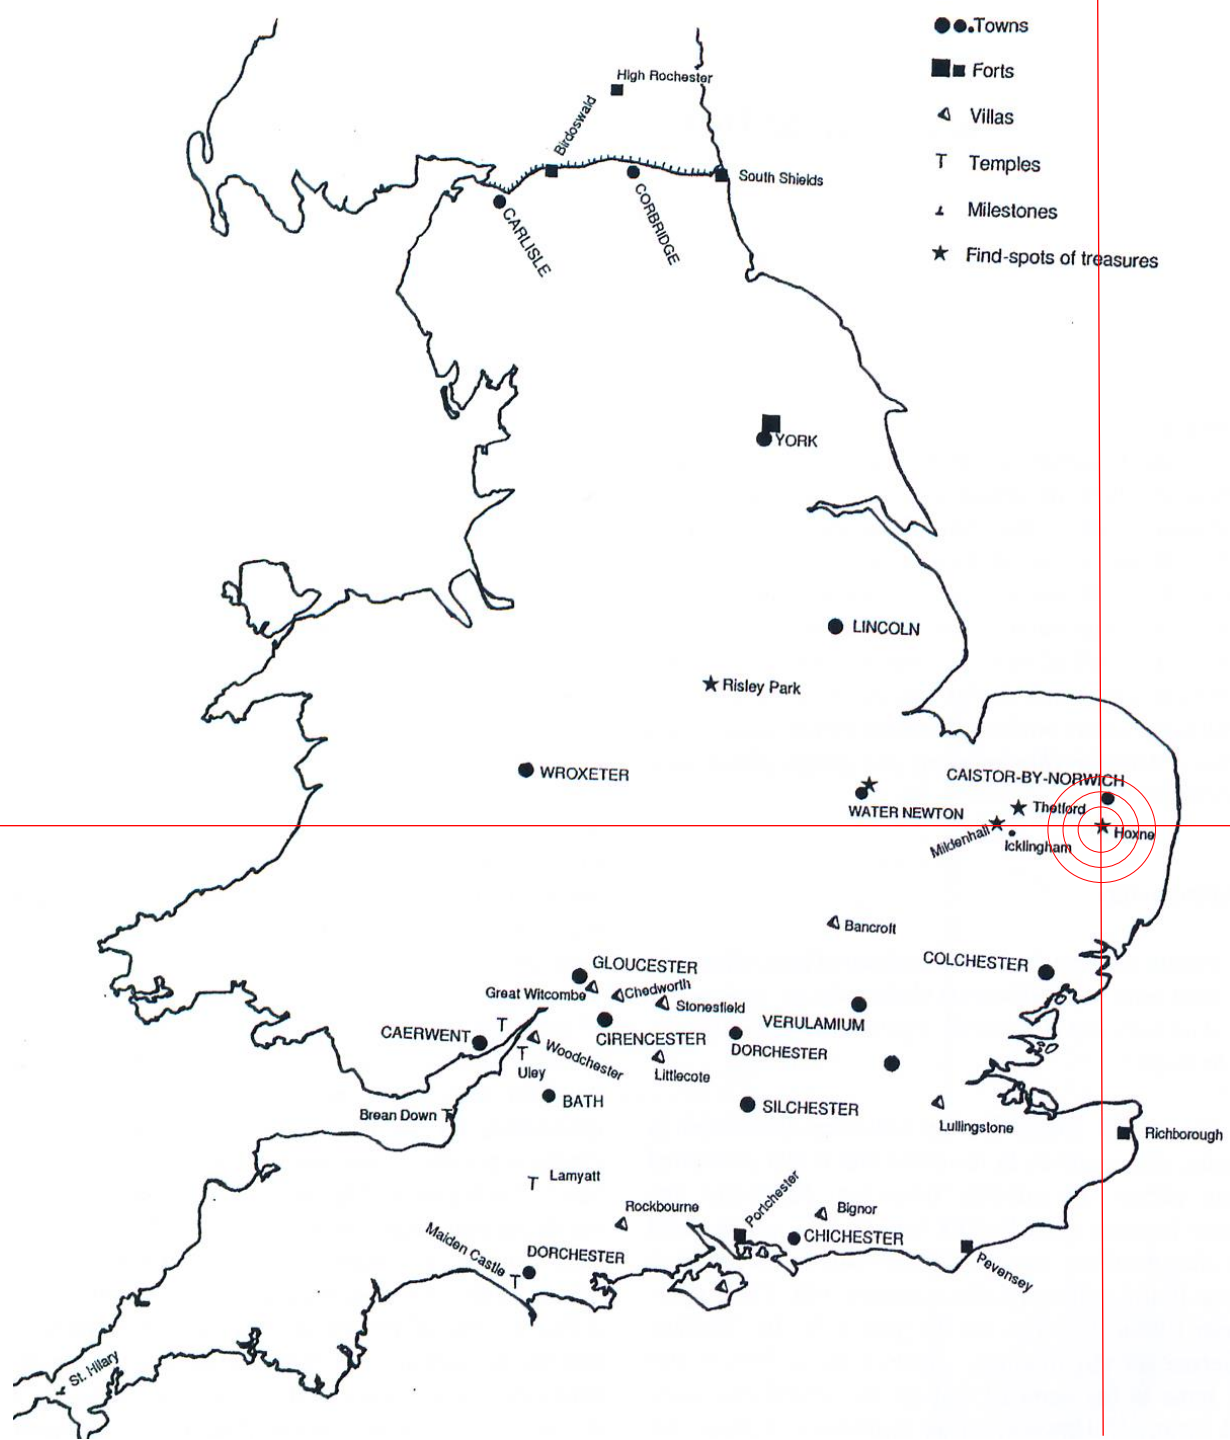 Towns
Forts
Villas
Temples
Milestones
Find-spots of treasures
High Rochester
Birdoswald
South Shields
CARLISLE
CORBRIDGE
YORK
LINCOLN
Risley Park
WROXETER
CAISTOR-BY-NORWICH
WATER NEWTON
Thetford
Mildenhall
Icklingham
Hoxne
Bancroft
COLCHESTER
GLOUCESTER
Great Witcombe
Chedworth
Stonesfield
VERULAMIUM
CAERWENT
CIRENCESTER
Woodchester
DORCHESTER
Uley
Littlecote
BATH
SILCHESTER
Brean Down
Lullingstone
Richborough
Lamyatt
Rockbourne
Portchester
Bignor
CHICHESTER
Maiden Castle
DORCHESTER
Pevensey
St. Hilary